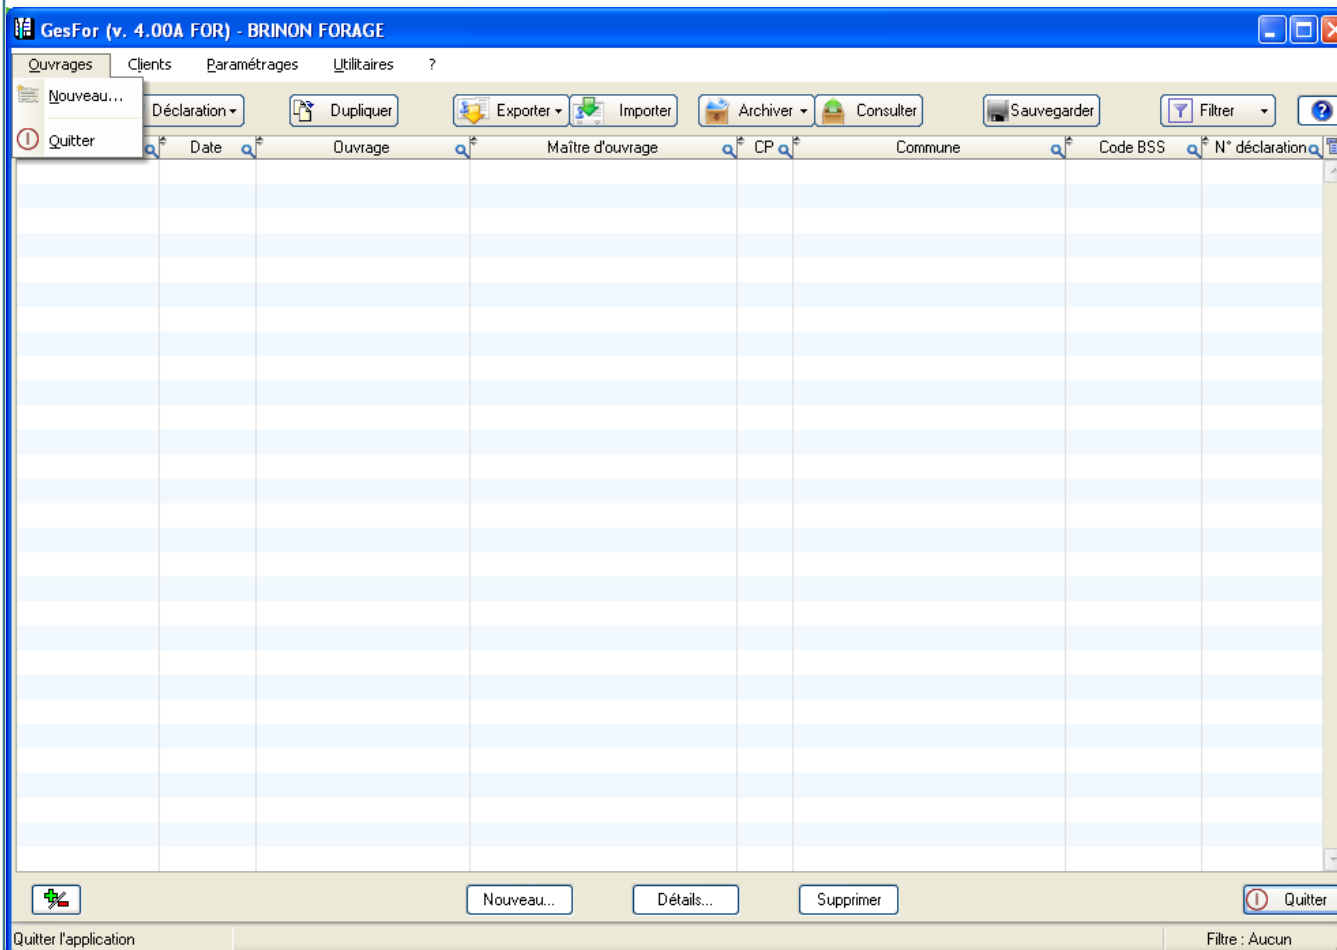 GesFor (v. 4.00A FOR) - BRINON FORAGE
Ouvrages Clients Paramétrages Utilitaires ?
Nouveau...
Quitter
Déclaration Dupliquer Exporter Importer Archiver Consulter Sauvegarder Filtrer ?
Date Ouvrage Maître d'ouvrage CP Commune Code BSS N° déclaration
Nouveau... Détails... Supprimer Quitter
Quitter l'application Filtre : Aucun